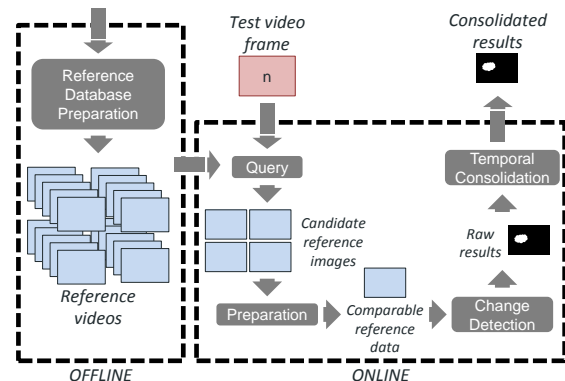 Reference
Database
Preparation
Reference
videos
OFFLINE
Test video
frame
n
Query
Candidate
reference
images
Preparation
Comparable
reference
data
Change
Detection
Raw
results
Temporal
Consolidation
Consolidated
results
ONLINE